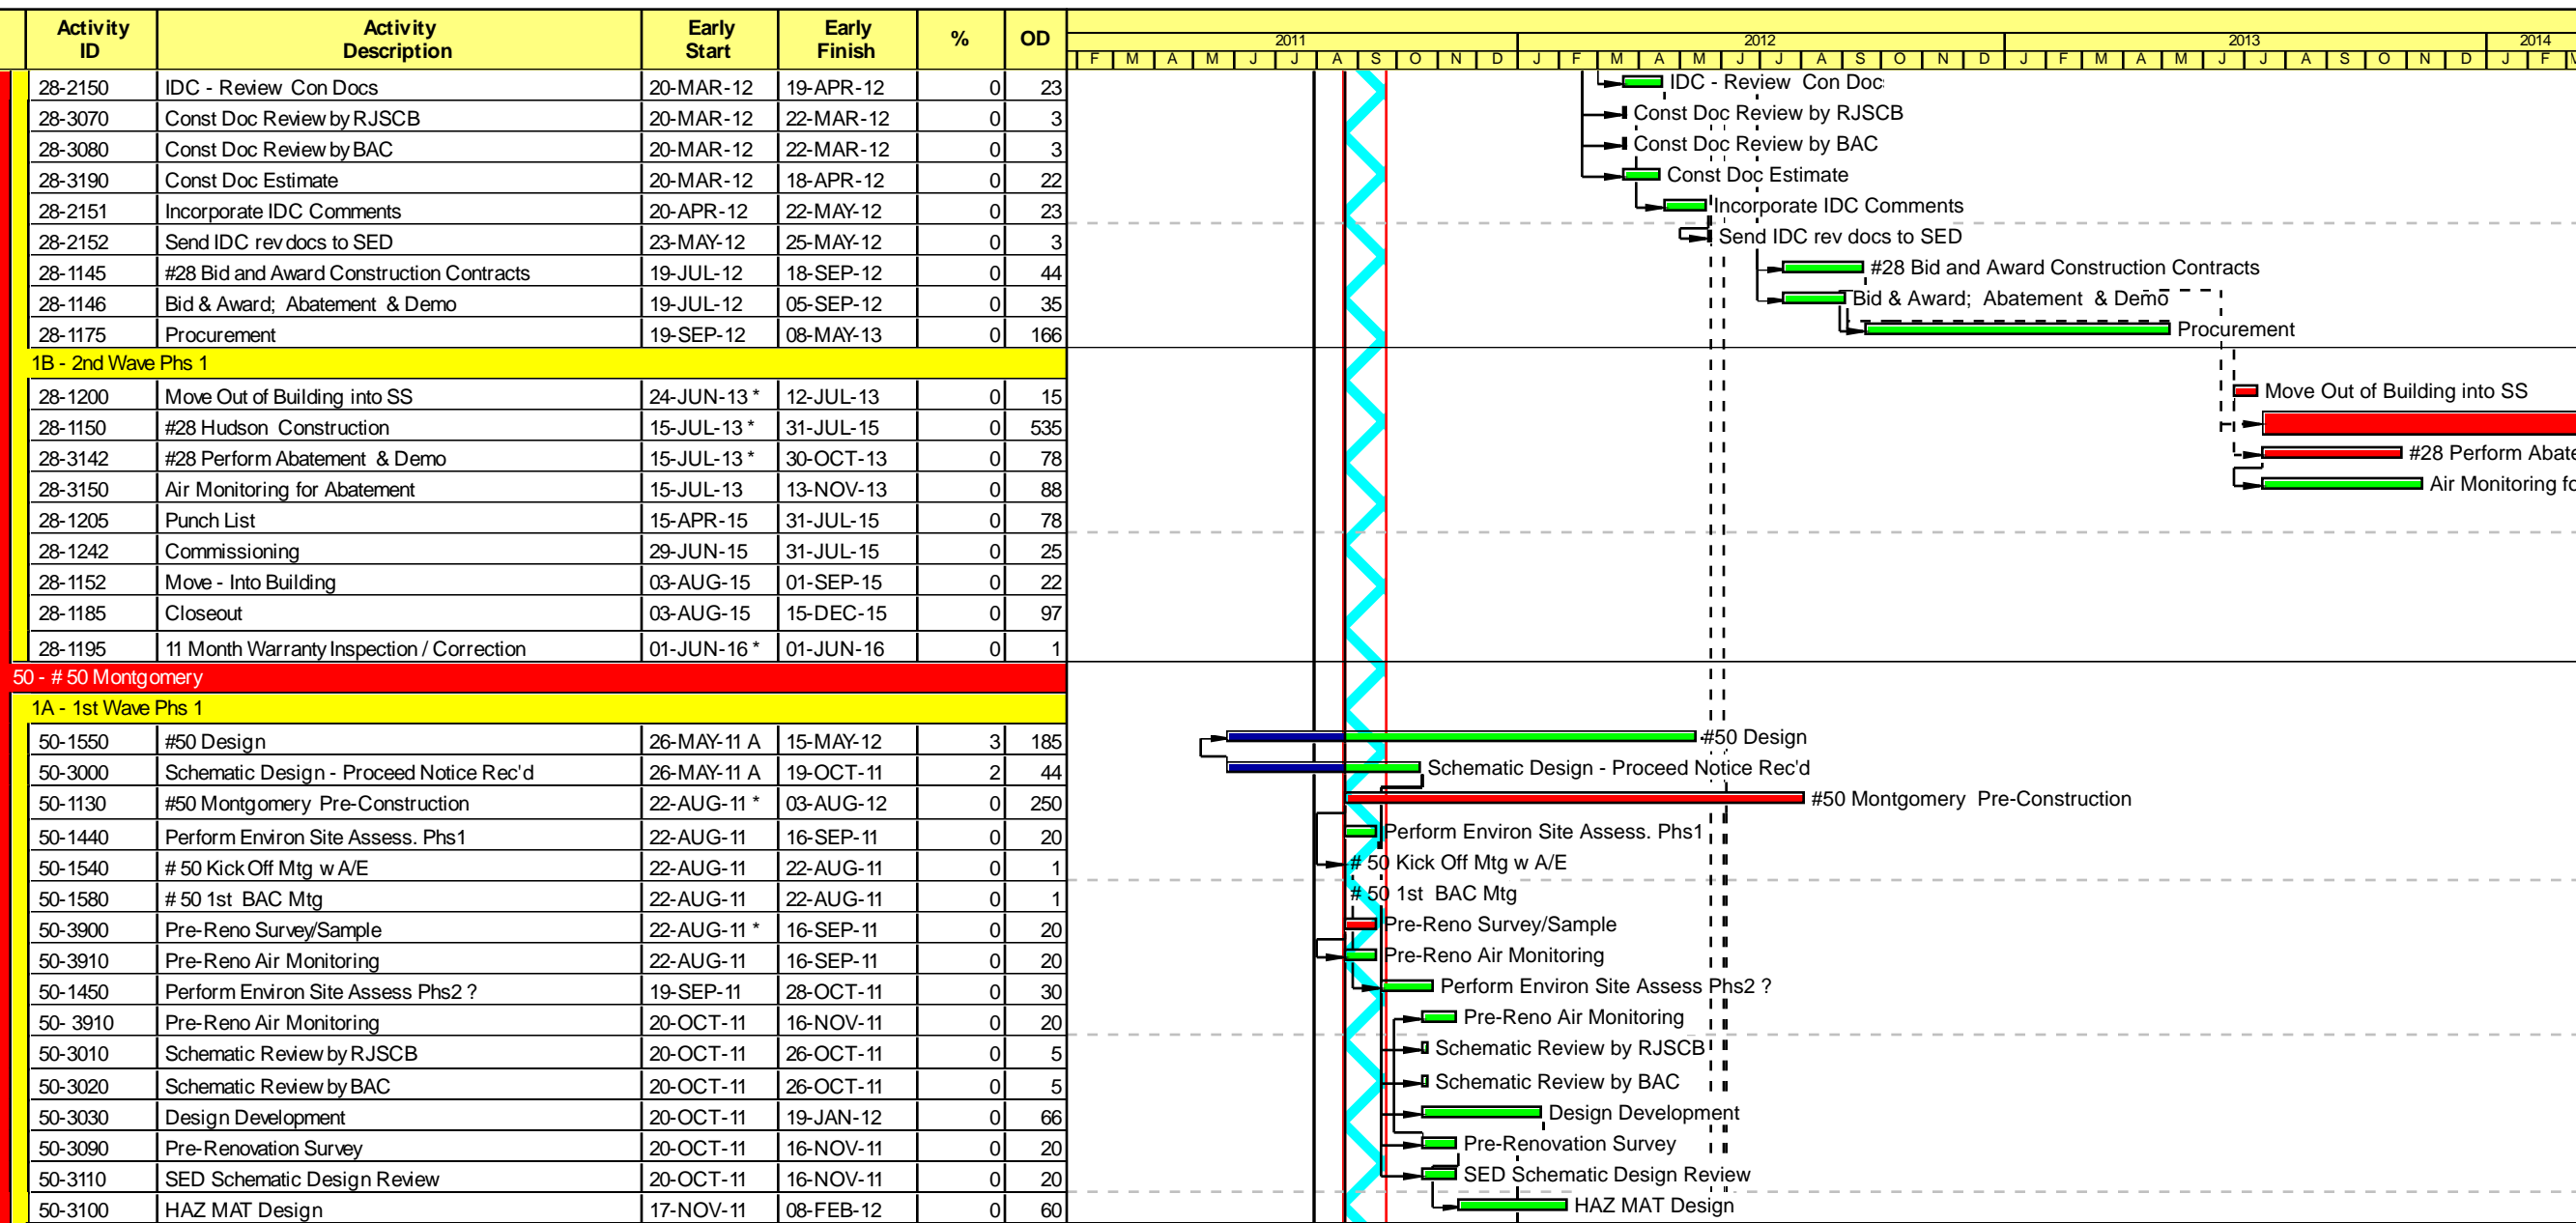 Activity ID Activity Description Early Start Early Finish % OD
2011 2012 2013 2014
F M A M J J A S O N D J F M A M J J A S O N D J F M A M J J A S O N D J F M
28-2150 IDC - Review Con Docs 20-MAR-12 19-APR-12 0 23 IDC - Review Con Docs
28-3070 Const Doc Review by RJSCB 20-MAR-12 22-MAR-12 0 3 Const Doc Review by RJSCB
28-3080 Const Doc Review by BAC 20-MAR-12 22-MAR-12 0 3 Const Doc Review by BAC
28-3190 Const Doc Estimate 20-MAR-12 18-APR-12 0 22 Const Doc Estimate
28-2151 Incorporate IDC Comments 20-APR-12 22-MAY-12 0 23 Incorporate IDC Comments
28-2152 Send IDC rev docs to SED 23-MAY-12 25-MAY-12 0 3 Send IDC rev docs to SED
28-1145 #28 Bid and Award Construction Contracts 19-JUL-12 18-SEP-12 0 44 #28 Bid and Award Construction Contracts
28-1146 Bid & Award; Abatement & Demo 19-JUL-12 05-SEP-12 0 35 Bid & Award; Abatement & Demo
28-1175 Procurement 19-SEP-12 08-MAY-13 0 166 Procurement
1B - 2nd Wave Phs 1
28-1200 Move Out of Building into SS 24-JUN-13 * 12-JUL-13 0 15 Move Out of Building into SS
28-1150 #28 Hudson Construction 15-JUL-13 * 31-JUL-15 0 535
28-3142 #28 Perform Abatement & Demo 15-JUL-13 * 30-OCT-13 0 78 #28 Perform Abate
28-3150 Air Monitoring for Abatement 15-JUL-13 13-NOV-13 0 88 Air Monitoring fo
28-1205 Punch List 15-APR-15 31-JUL-15 0 78
28-1242 Commissioning 29-JUN-15 31-JUL-15 0 25
28-1152 Move - Into Building 03-AUG-15 01-SEP-15 0 22
28-1185 Closeout 03-AUG-15 15-DEC-15 0 97
28-1195 11 Month Warranty Inspection / Correction 01-JUN-16 * 01-JUN-16 0 1
50 - # 50 Montgomery
1A - 1st Wave Phs 1
50-1550 #50 Design 26-MAY-11 A 15-MAY-12 3 185 #50 Design
50-3000 Schematic Design - Proceed Notice Rec'd 26-MAY-11 A 19-OCT-11 2 44 Schematic Design - Proceed Notice Rec'd
50-1130 #50 Montgomery Pre-Construction 22-AUG-11 * 03-AUG-12 0 250 #50 Montgomery Pre-Construction
50-1440 Perform Environ Site Assess. Phs1 22-AUG-11 16-SEP-11 0 20 Perform Environ Site Assess. Phs1
50-1540 # 50 Kick Off Mtg w A/E 22-AUG-11 22-AUG-11 0 1 # 50 Kick Off Mtg w A/E
50-1580 # 50 1st BAC Mtg 22-AUG-11 22-AUG-11 0 1 # 50 1st BAC Mtg
50-3900 Pre-Reno Survey/Sample 22-AUG-11 * 16-SEP-11 0 20 Pre-Reno Survey/Sample
50-3910 Pre-Reno Air Monitoring 22-AUG-11 16-SEP-11 0 20 Pre-Reno Air Monitoring
50-1450 Perform Environ Site Assess Phs2 ? 19-SEP-11 28-OCT-11 0 30 Perform Environ Site Assess Phs2 ?
50- 3910 Pre-Reno Air Monitoring 20-OCT-11 16-NOV-11 0 20 Pre-Reno Air Monitoring
50-3010 Schematic Review by RJSCB 20-OCT-11 26-OCT-11 0 5 Schematic Review by RJSCB
50-3020 Schematic Review by BAC 20-OCT-11 26-OCT-11 0 5 Schematic Review by BAC
50-3030 Design Development 20-OCT-11 19-JAN-12 0 66 Design Development
50-3090 Pre-Renovation Survey 20-OCT-11 16-NOV-11 0 20 Pre-Renovation Survey
50-3110 SED Schematic Design Review 20-OCT-11 16-NOV-11 0 20 SED Schematic Design Review
50-3100 HAZ MAT Design 17-NOV-11 08-FEB-12 0 60 HAZ MAT Design